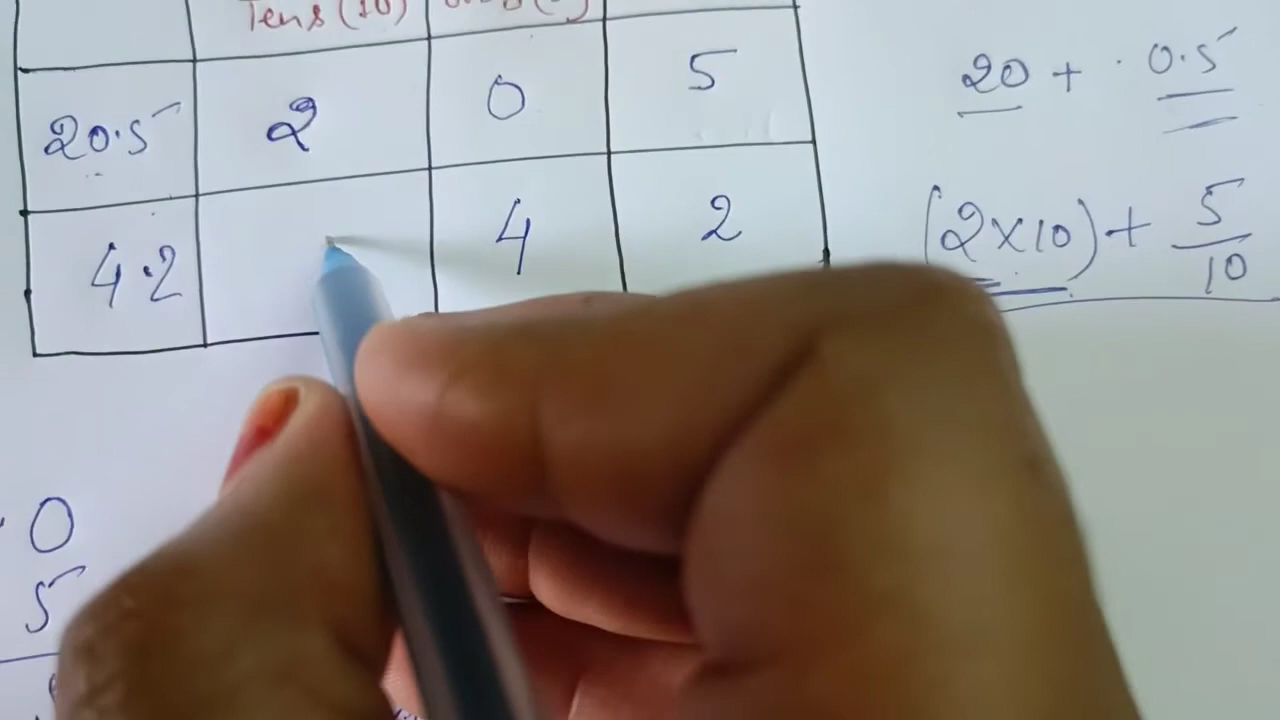 Tens (10)
20.5 2 0 5
4.2 4 2
20 + 0.5
(2×10) + 5/10
0
5